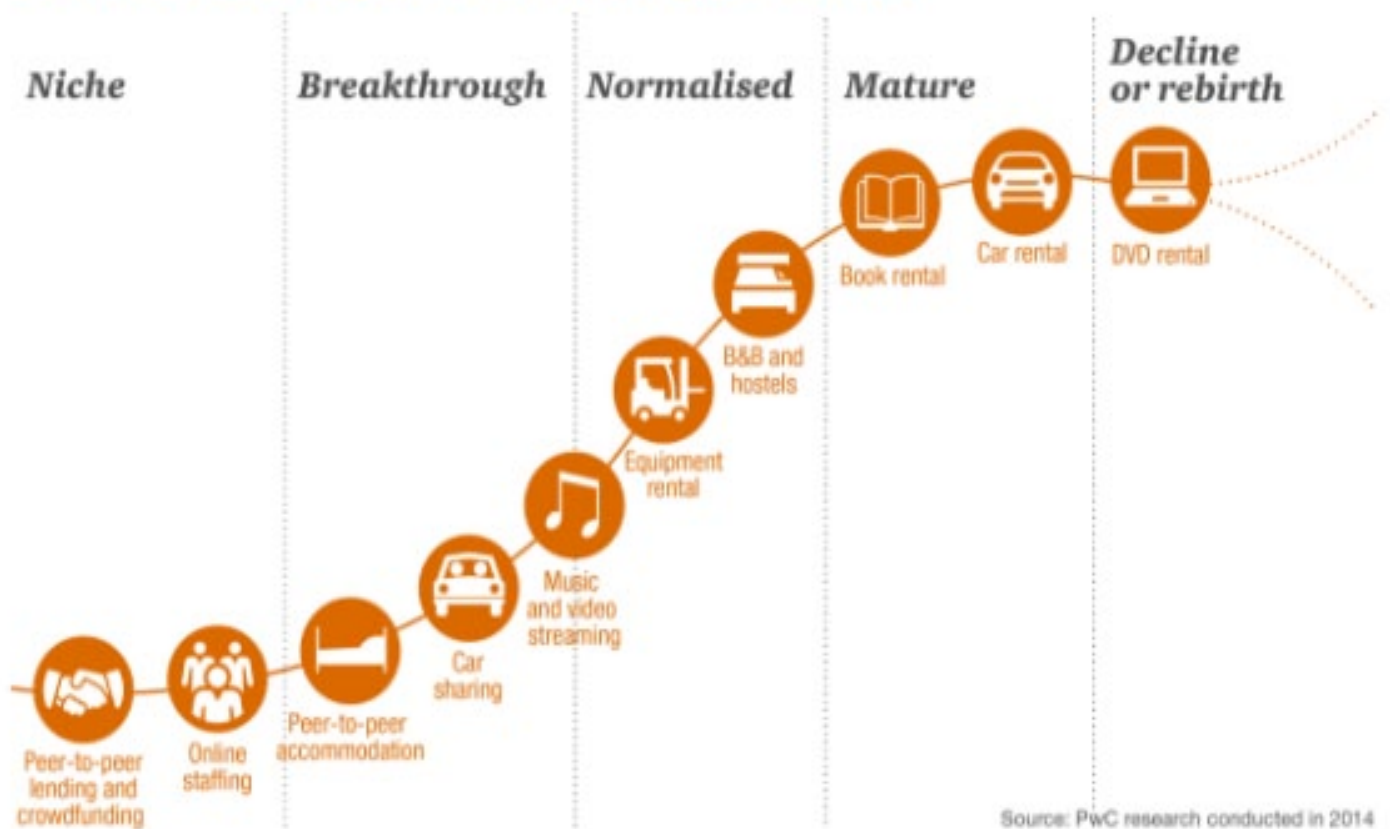 Niche
Breakthrough
Normalised
Mature
Decline
or rebirth
Peer-to-peer
lending and
crowdfunding
Online
staffing
Peer-to-peer
accommodation
Car
sharing
Music
and video
streaming
Equipment
rental
B&B and
hostels
Book rental
Car rental
DVD rental
Source: PwC research conducted in 2014